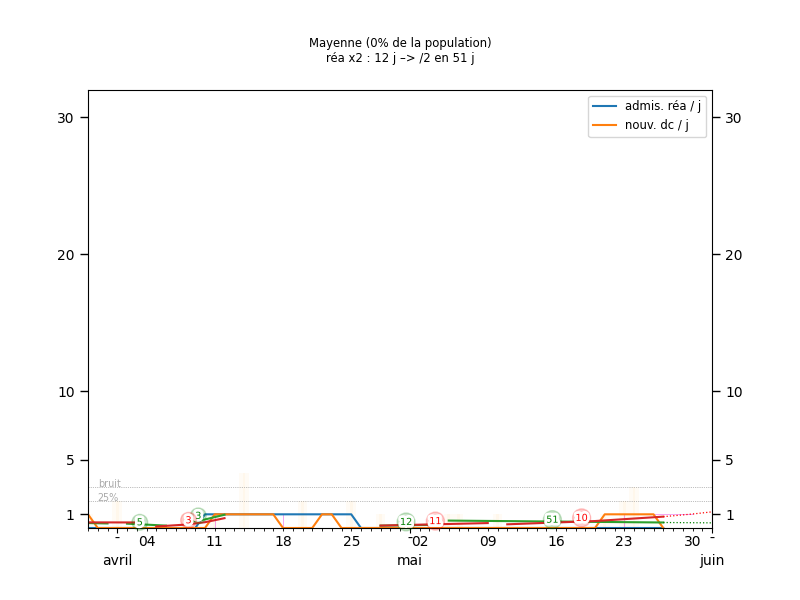 Mayenne (0% de la population)
réa x2 : 12 j –> /2 en 51 j
admis. réa / j
nouv. dc / j
30 30
20 20
10 10
5 5
bruit
25%
1 1
5 3 3 12 11 51 10
04 11 18 25 02 09 16 23 30
avril mai juin